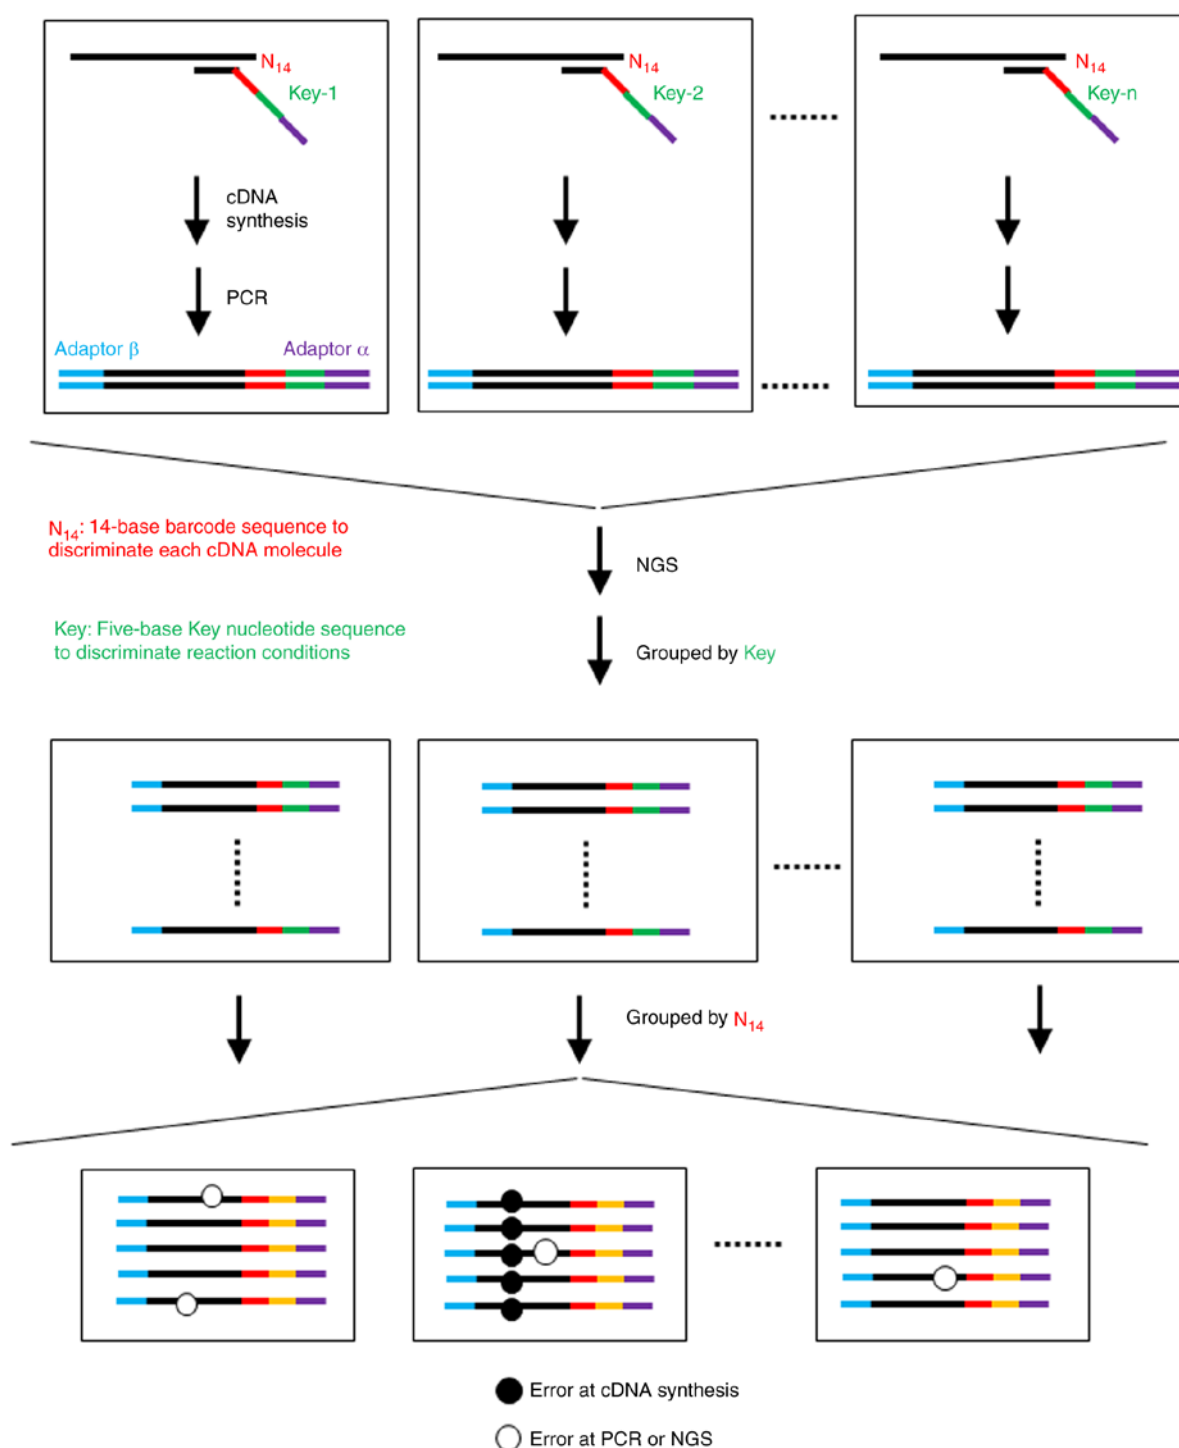 N14
Key-1
N14
Key-2
N14
Key-n
cDNA
synthesis
PCR
Adaptor β
Adaptor α
N14: 14-base barcode sequence to
discriminate each cDNA molecule
NGS
Key: Five-base Key nucleotide sequence
to discriminate reaction conditions
Grouped by Key
Grouped by N14
Error at cDNA synthesis
Error at PCR or NGS